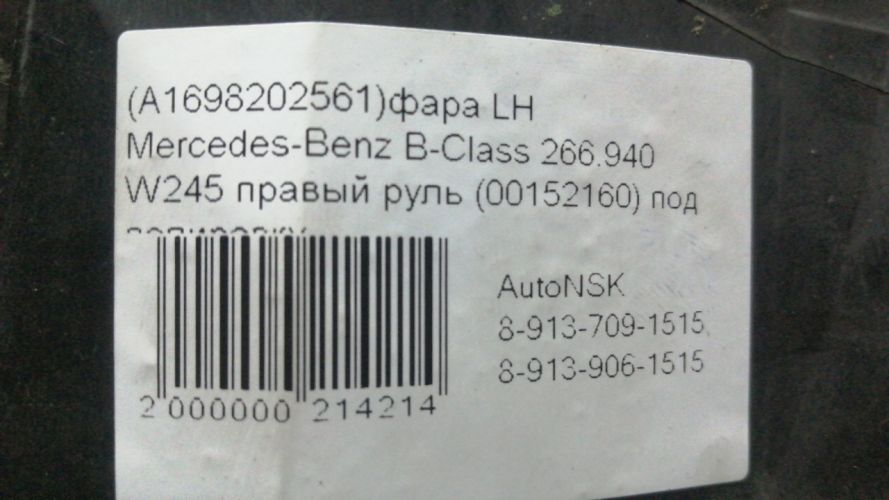 (A1698202561)фара LH
Mercedes-Benz B-Class 266.940
W245 правый руль (00152160) под
AutoNSK
8-913-709-1515
8-913-906-1515
2 000000 214214